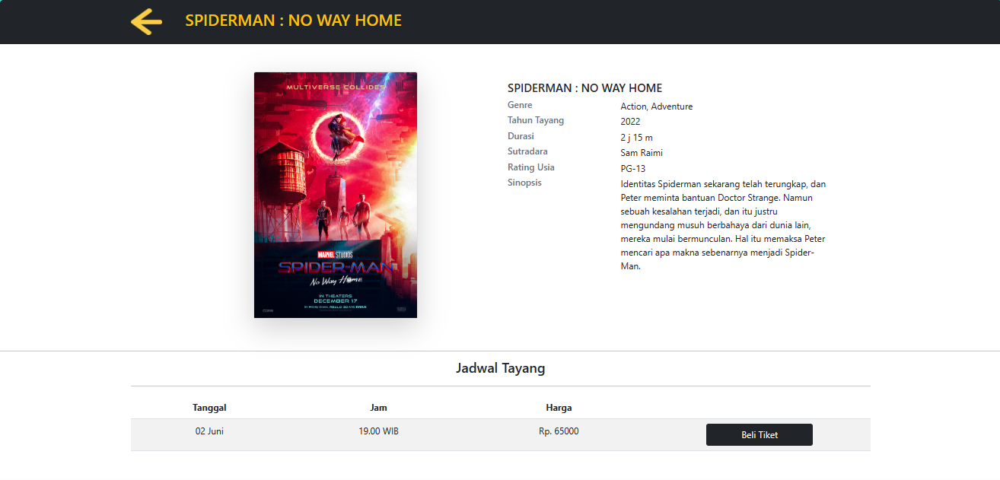 SPIDERMAN : NO WAY HOME
MULTIVERSE COLLIDES
MARVEL STUDIOS
SPIDER-MAN
No Way Home
IN THEATERS
DECEMBER 17
SPIDERMAN : NO WAY HOME
Genre Action, Adventure
Tahun Tayang 2022
Durasi 2 j 15 m
Sutradara Sam Raimi
Rating Usia PG-13
Sinopsis Identitas Spiderman sekarang telah terungkap, dan
Peter meminta bantuan Doctor Strange. Namun
sebuah kesalahan terjadi, dan itu justru
mengundang musuh berbahaya dari dunia lain,
mereka mulai bermunculan. Hal itu memaksa Peter
mencari apa makna sebenarnya menjadi Spider-
Man.
Jadwal Tayang
Tanggal Jam Harga
02 Juni 19.00 WIB Rp. 65000 Beli Tiket